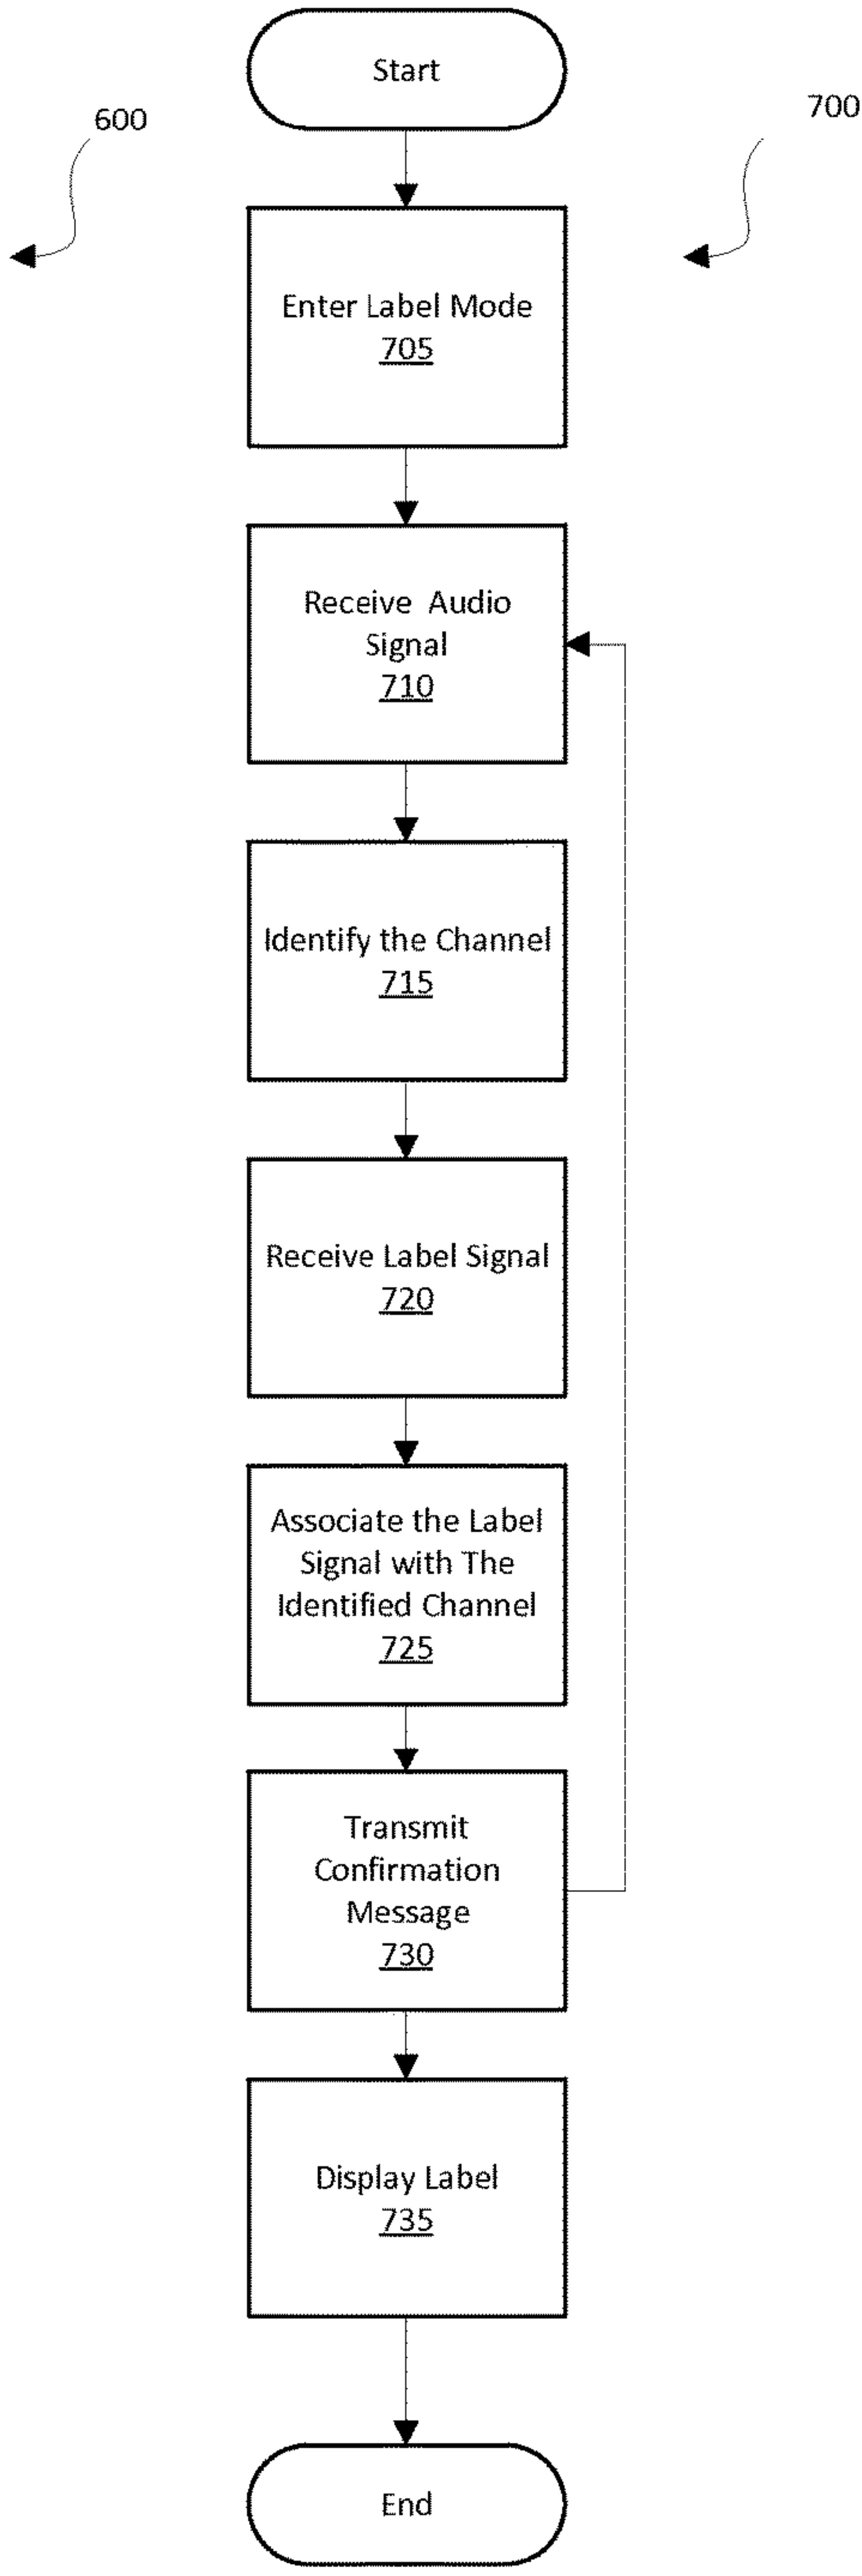 Start
600
700
Enter Label Mode
705
Receive Audio
Signal
710
Identify the Channel
715
Receive Label Signal
720
Associate the Label
Signal with The
Identified Channel
725
Transmit
Confirmation
Message
730
Display Label
735
End